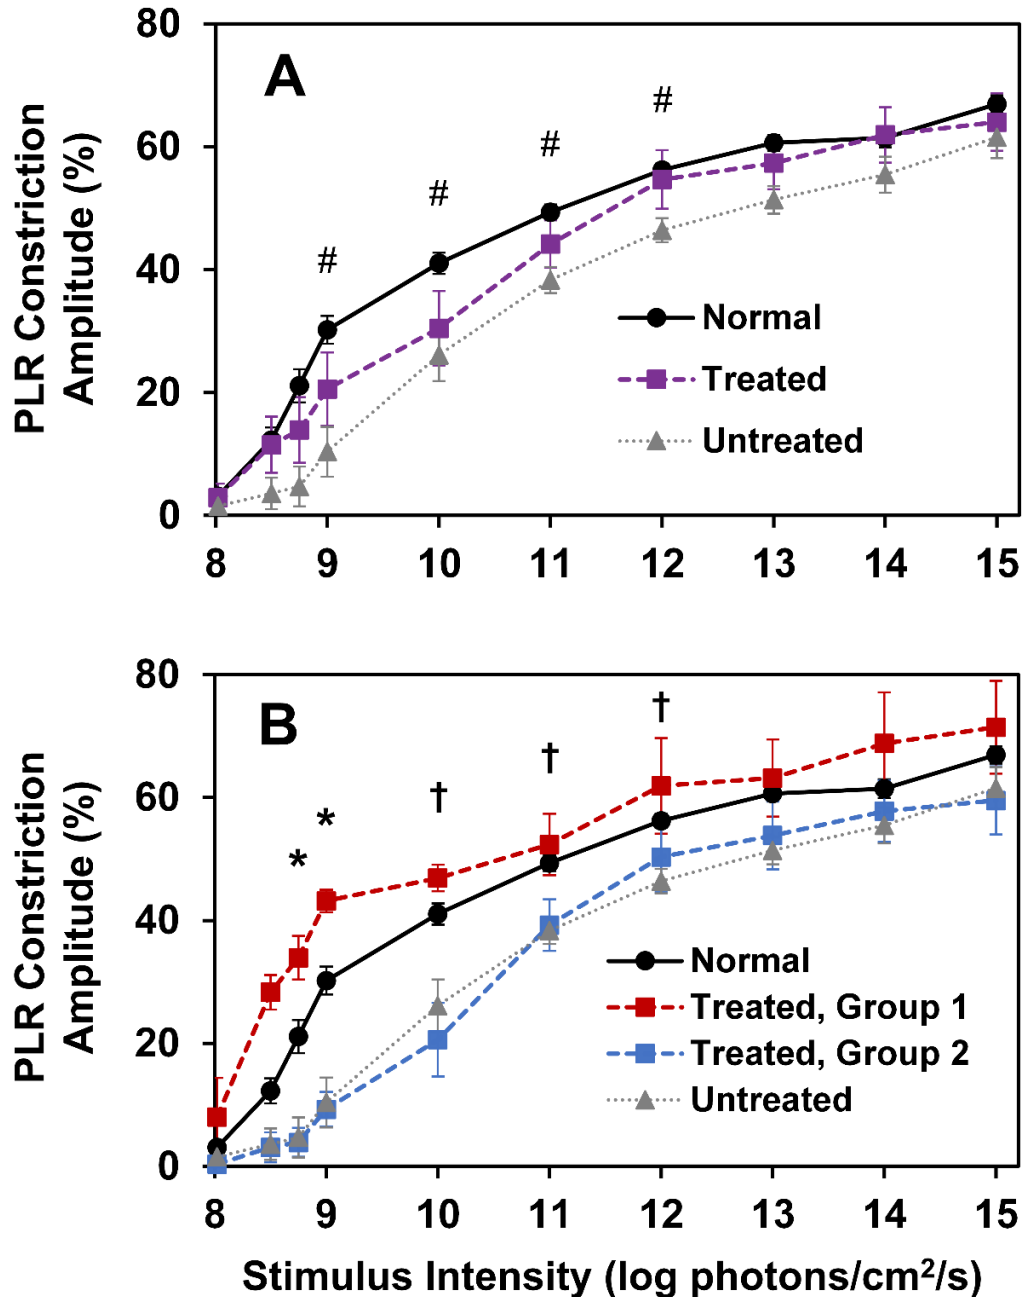 A
PLR Constriction
Amplitude (%)
80
60
40
20
0
#
#
#
#
Normal
Treated
Untreated
8 9 10 11 12 13 14 15
B
PLR Constriction
Amplitude (%)
80
60
40
20
0
*
*
†
†
†
Normal
Treated, Group 1
Treated, Group 2
Untreated
8 9 10 11 12 13 14 15
Stimulus Intensity (log photons/cm²/s)